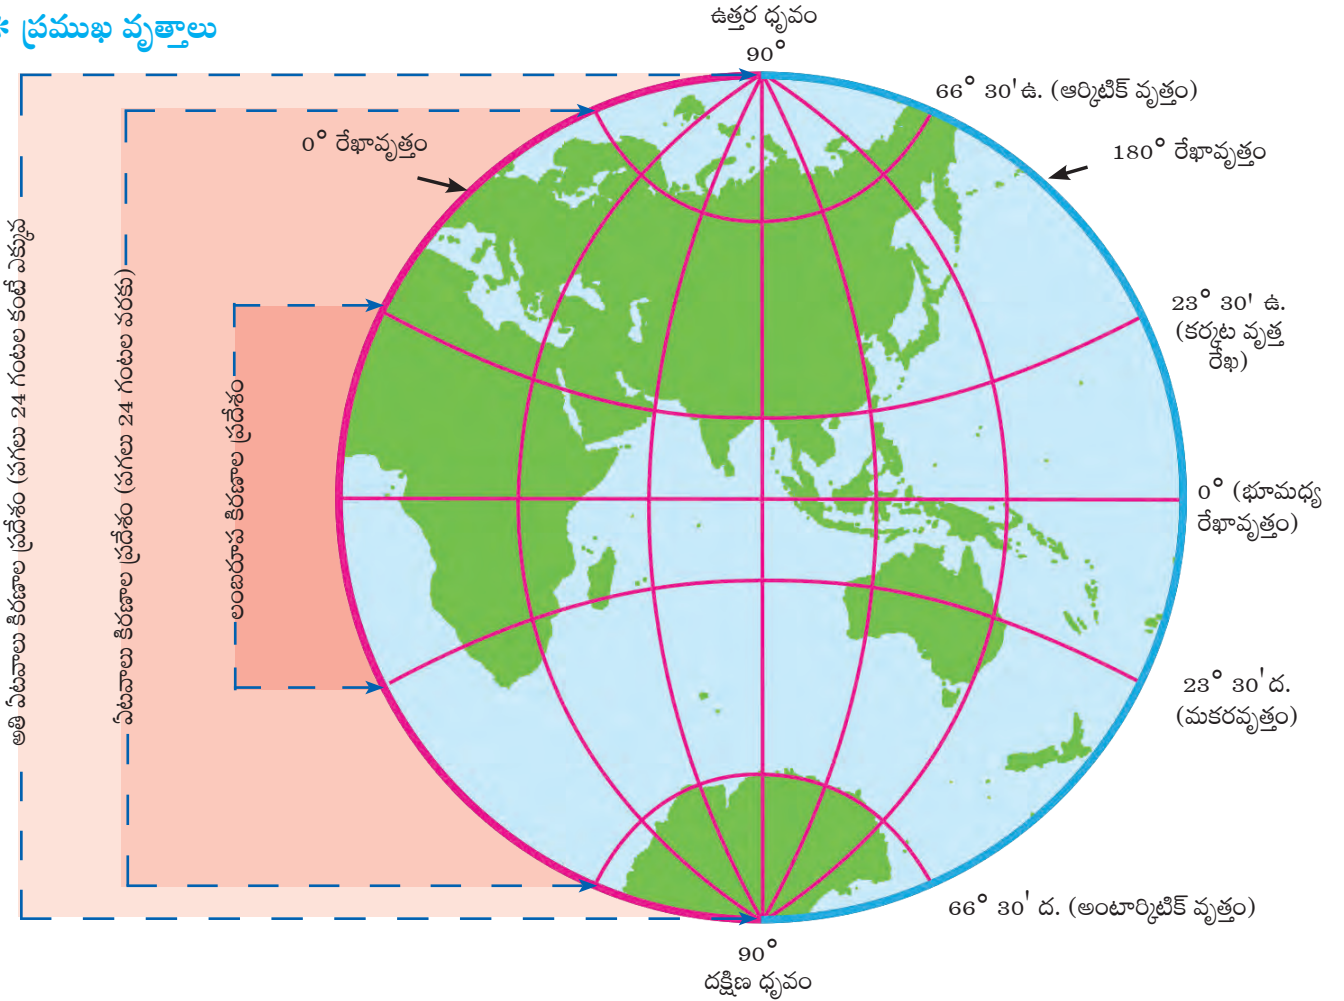 * ప్రముఖ వృత్తాలు
ఉత్తర ధృవం
90°
66° 30' ఉ. (ఆర్కిటిక్ వృత్తం)
0° రేఖావృత్తం
180° రేఖావృత్తం
23° 30' ఉ.
(కర్కట వృత్త
రేఖ)
0° (భూమధ్య
రేఖావృత్తం)
23° 30' ద.
(మకరవృత్తం)
66° 30' ద. (అంటార్కిటిక్ వృత్తం)
90°
దక్షిణ ధృవం
అతి ఏటవాలు కిరణాల ప్రదేశం (పగలు 24 గంటల కంటే ఎక్కువ
ఏటవాలు కిరణాల ప్రదేశం (పగలు 24 గంటల వరకు)
లంబరూప కిరణాల ప్రదేశం